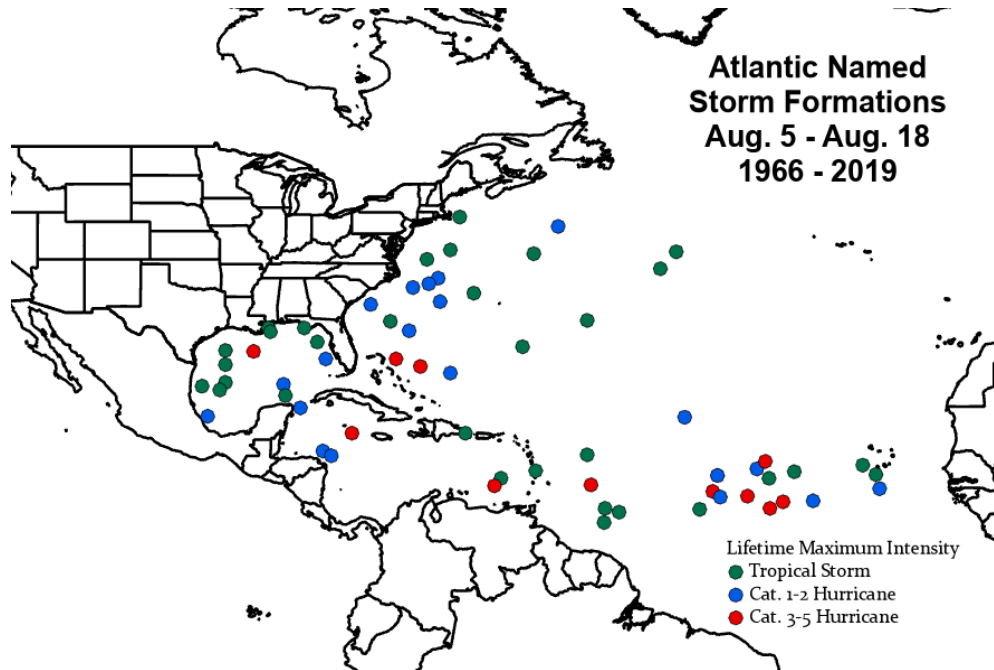 Atlantic Named
Storm Formations
Aug. 5 - Aug. 18
1966 - 2019
Lifetime Maximum Intensity
Tropical Storm
Cat. 1-2 Hurricane
Cat. 3-5 Hurricane